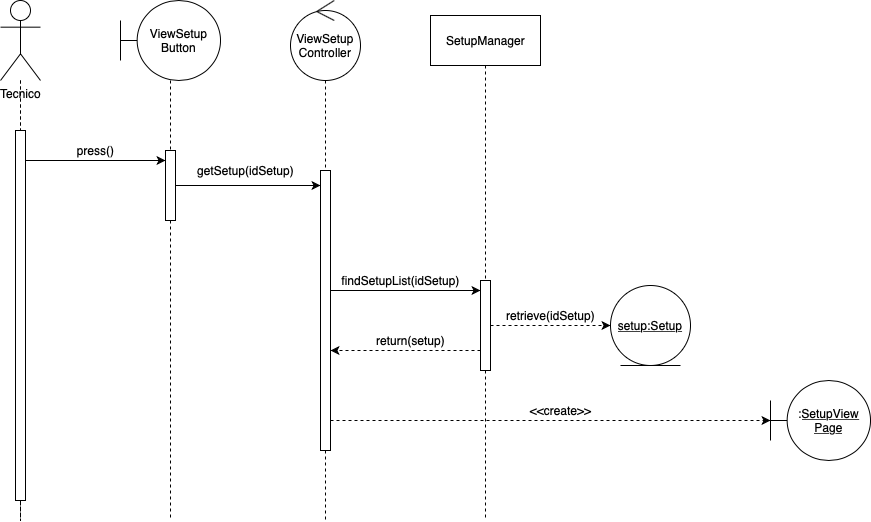 ViewSetup
Button
ViewSetup
Controller
SetupManager
Tecnico
press()
getSetup(idSetup)
findSetupList(idSetup)
retrieve(idSetup)
setup:Setup
return(setup)
<<create>>
:SetupView
Page